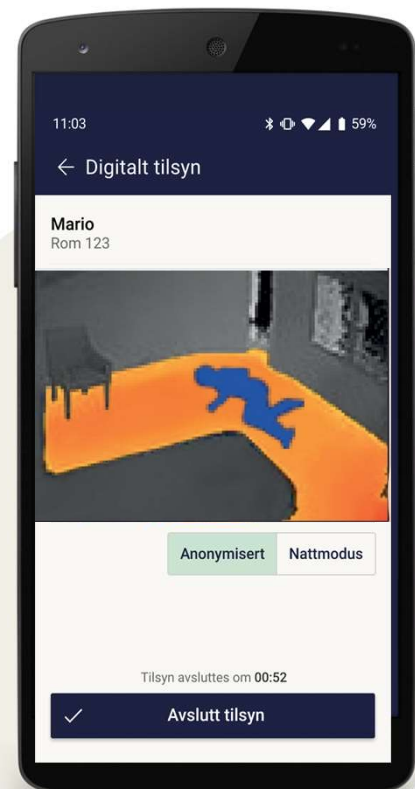 11:03
59%
← Digitalt tilsyn
Mario
Rom 123
Anonymisert Nattmodus
Tilsyn avsluttes om 00:52
✓ Avslutt tilsyn